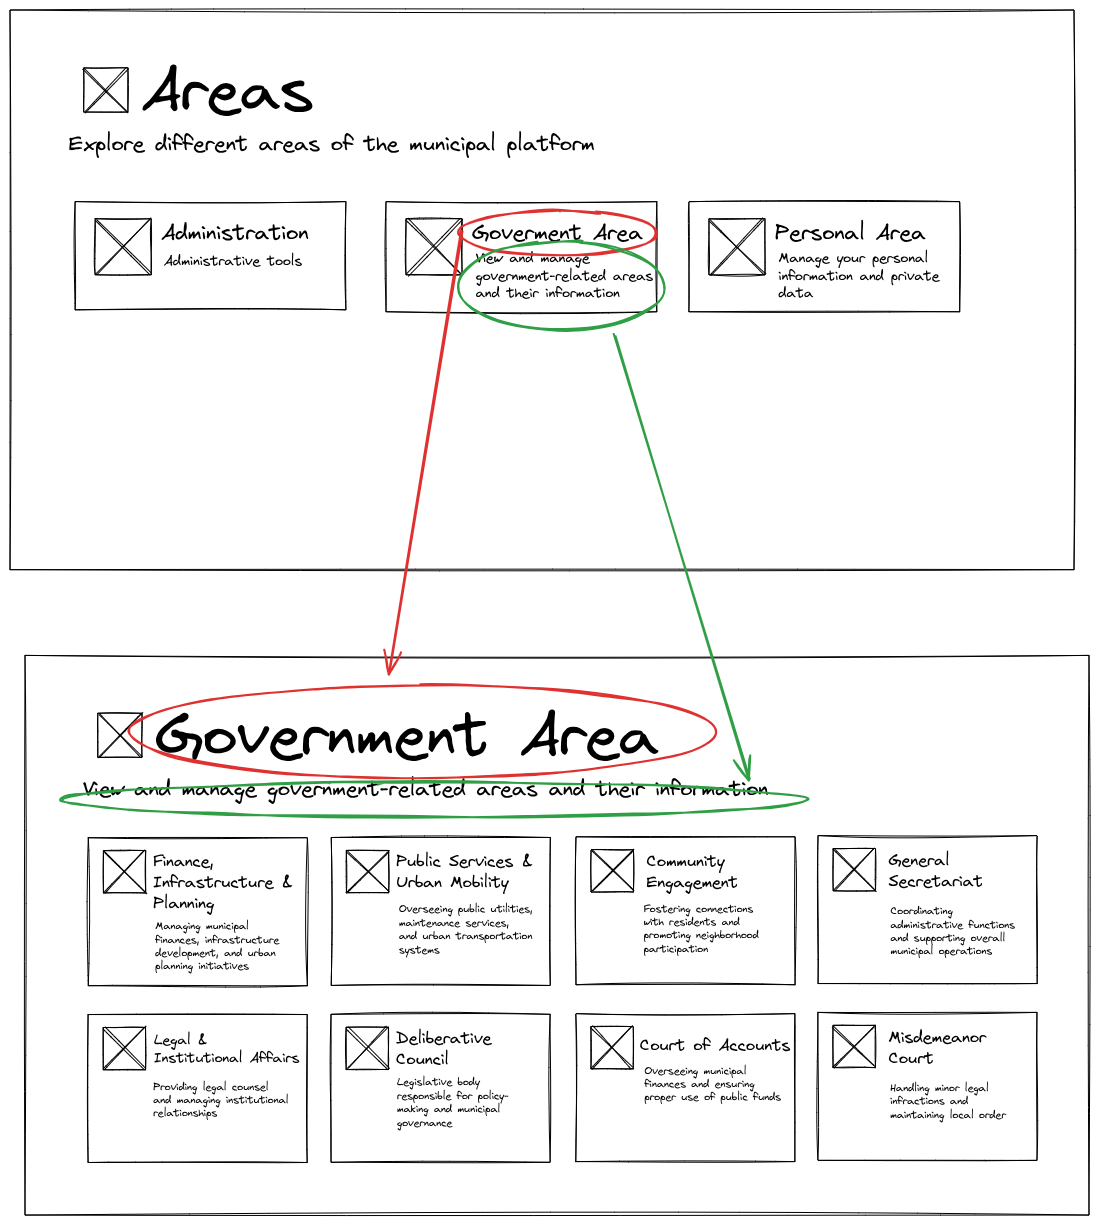 Areas
Explore different areas of the municipal platform
Administration
Administrative tools
Goverment Area
View and manage
government-related areas
and their information
Personal Area
Manage your personal
information and private
data
Government Area
View and manage government-related areas and their information
Finance,
Infrastructure &
Planning
Managing municipal
finances, infrastructure
development, and urban
planning initiatives
Public Services &
Urban Mobility
Overseeing public utilities,
maintenance services,
and urban transportation
systems
Community
Engagement
Fostering connections
with residents and
promoting neighborhood
participation
General
Secretariat
Coordinating
administrative functions
and supporting overall
municipal operations
Legal &
Institutional Affairs
Providing legal counsel
and managing institutional
relationships
Deliberative
Council
Legislative body
responsible for policy-
making and municipal
governance
Court of Accounts
Overseeing municipal
finances and ensuring
proper use of public funds
Misdemeanor
Court
Handling minor legal
infractions and
maintaining local order